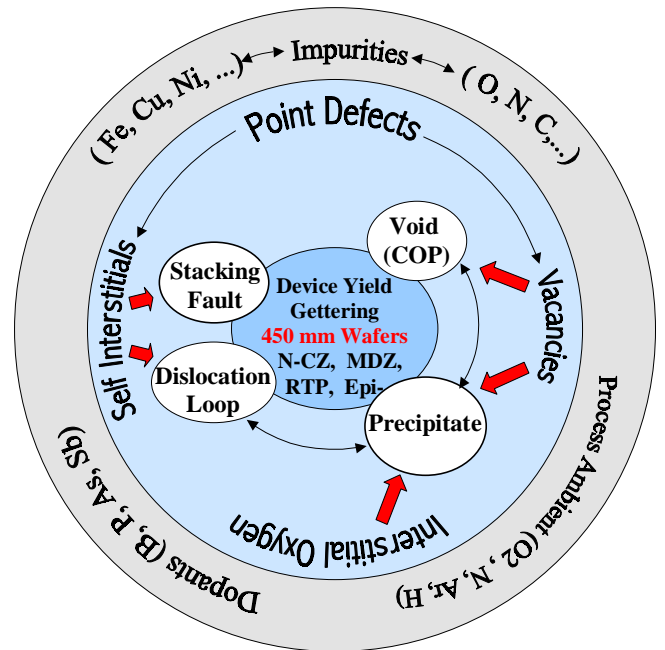 Impurities
( Fe, Cu, Ni, ...)
( O, N, C,...)
Point Defects
Self Interstitials
Vacancies
Void
(COP)
Stacking
Fault
Device Yield
Gettering
450 mm Wafers
N-CZ, MDZ,
RTP, Epi-
Dislocation
Loop
Precipitate
Interstitial Oxygen
Dopants (B, P, As, Sb)
Process Ambient (O2, N, Ar, H)